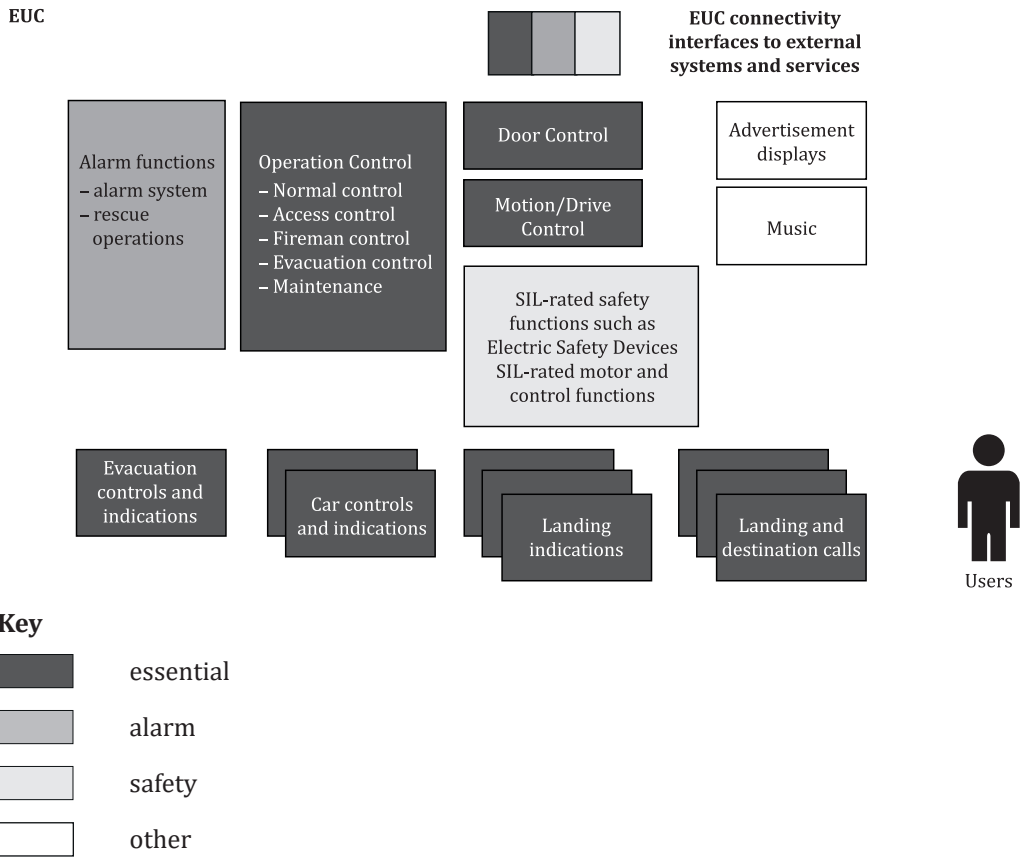 EUC
EUC connectivity
interfaces to external
systems and services
Alarm functions
– alarm system
– rescue
operations
Operation Control
– Normal control
– Access control
– Fireman control
– Evacuation control
– Maintenance
Door Control
Motion/Drive
Control
Advertisement
displays
Music
SIL-rated safety
functions such as
Electric Safety Devices
SIL-rated motor and
control functions
Evacuation
controls and
indications
Car controls
and indications
Landing
indications
Landing and
destination calls
Users
Key
essential
alarm
safety
other